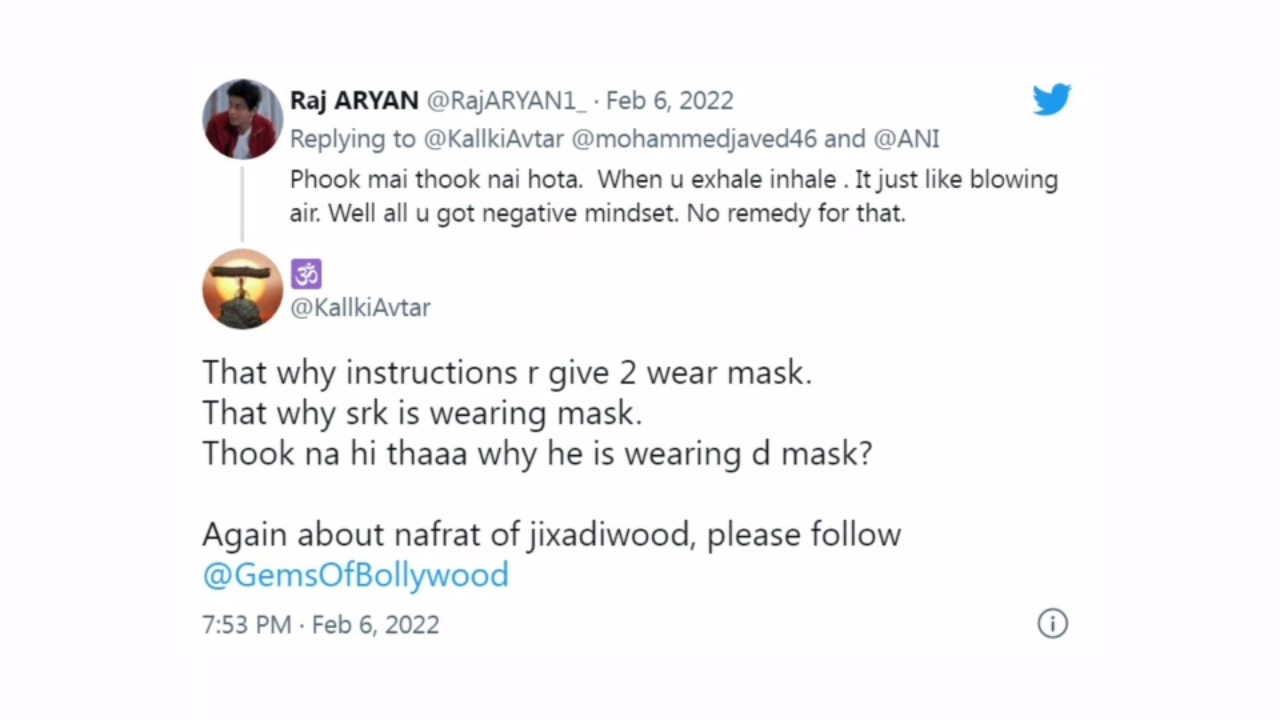 Raj ARYAN @RajARYAN1_ · Feb 6, 2022
Replying to @KallkiAvtar @mohammedjaved46 and @ANI
Phook mai thook nai hota.  When u exhale inhale . It just like blowing
air. Well all u got negative mindset. No remedy for that.
🕉
@KallkiAvtar
That why instructions r give 2 wear mask.
That why srk is wearing mask.
Thook na hi thaaa why he is wearing d mask?
Again about nafrat of jixadiwood, please follow
@GemsOfBollywood
7:53 PM · Feb 6, 2022